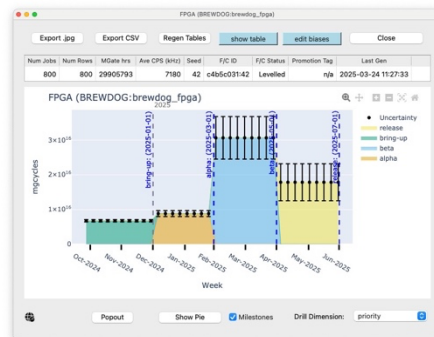 FPGA (BREWDOG:brewdog_fpga)
Export .jpg Export CSV Regen Tables show table edit biases Close
Num Jobs Num Rows MGate hrs Ave CPS (kHz) Seed F/C ID F/C Status Promotion Tag Last Gen
800 800 29905793 7180 42 c4b5c031:42 Levelled n/a 2025-03-24 11:27:33
FPGA (BREWDOG:brewdog_fpga)
2025
bring-up: (2025-01-01)
alpha: (2025-03-01)
beta: (2025-05-01)
release: (2025-07-01)
Uncertainty
release
bring-up
beta
alpha
mgcycles
3×10¹⁶
2×10¹⁶
1×10¹⁶
0
Oct-2024 Nov-2024 Dec-2024 Jan-2025 Feb-2025 Mar-2025 Apr-2025 May-2025 Jun-2025
Week
Popout Show Pie Milestones Drill Dimension: priority